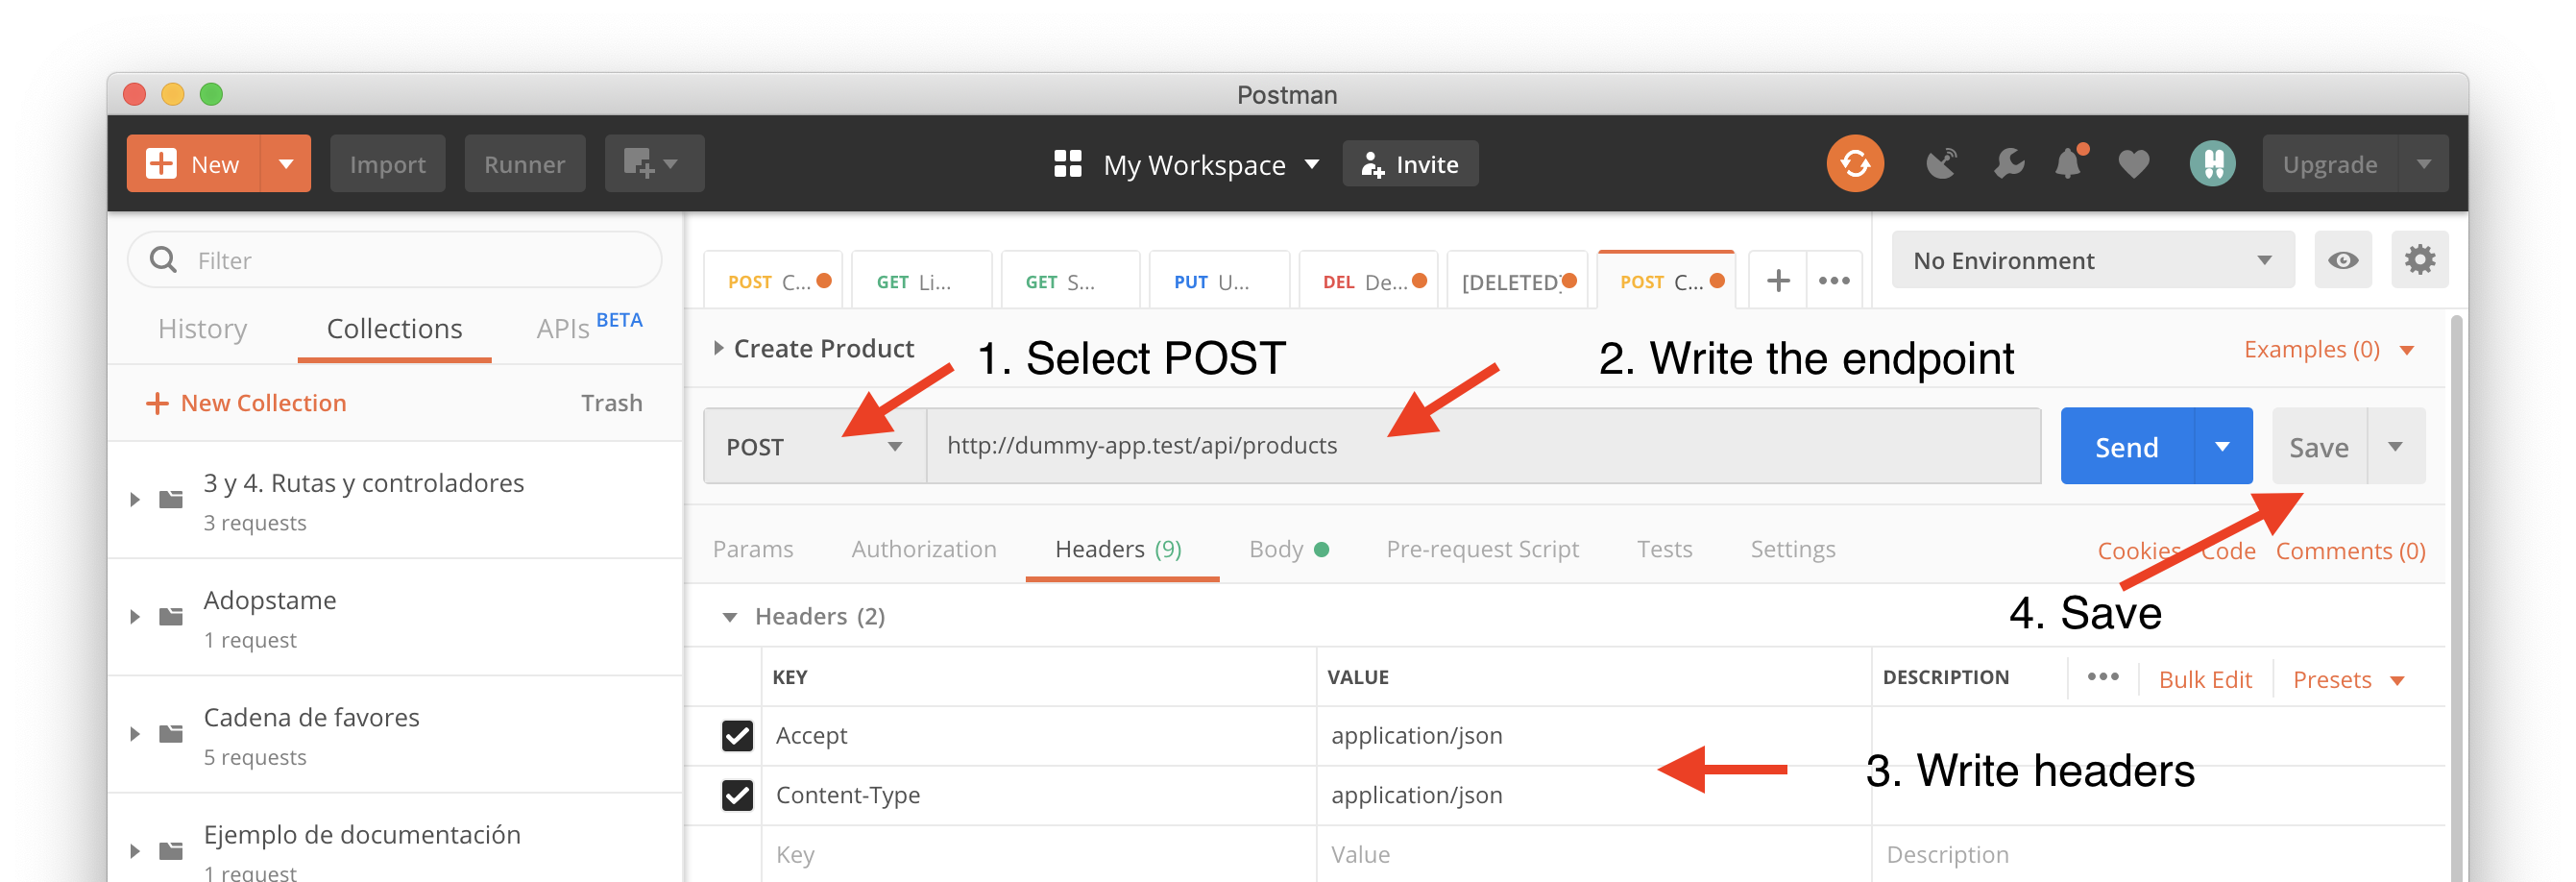 Postman
New
Import
Runner
My Workspace
Invite
Upgrade
Filter
History
Collections
APIs BETA
New Collection
Trash
3 y 4. Rutas y controladores
3 requests
Adopstame
1 request
Cadena de favores
5 requests
Ejemplo de documentación
1 request
POST C...
GET Li...
GET S...
PUT U...
DEL De...
[DELETED]
POST C...
No Environment
Create Product
1. Select POST
2. Write the endpoint
Examples (0)
POST
http://dummy-app.test/api/products
Send
Save
Params
Authorization
Headers (9)
Body
Pre-request Script
Tests
Settings
Cookies
Code
Comments (0)
4. Save
Headers (2)
KEY
VALUE
DESCRIPTION
Bulk Edit
Presets
Accept
application/json
3. Write headers
Content-Type
application/json
Key
Value
Description